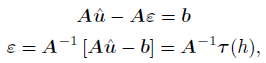 Aû − Aε = b
ε = A⁻¹ [Aû − b] = A⁻¹τ(h),